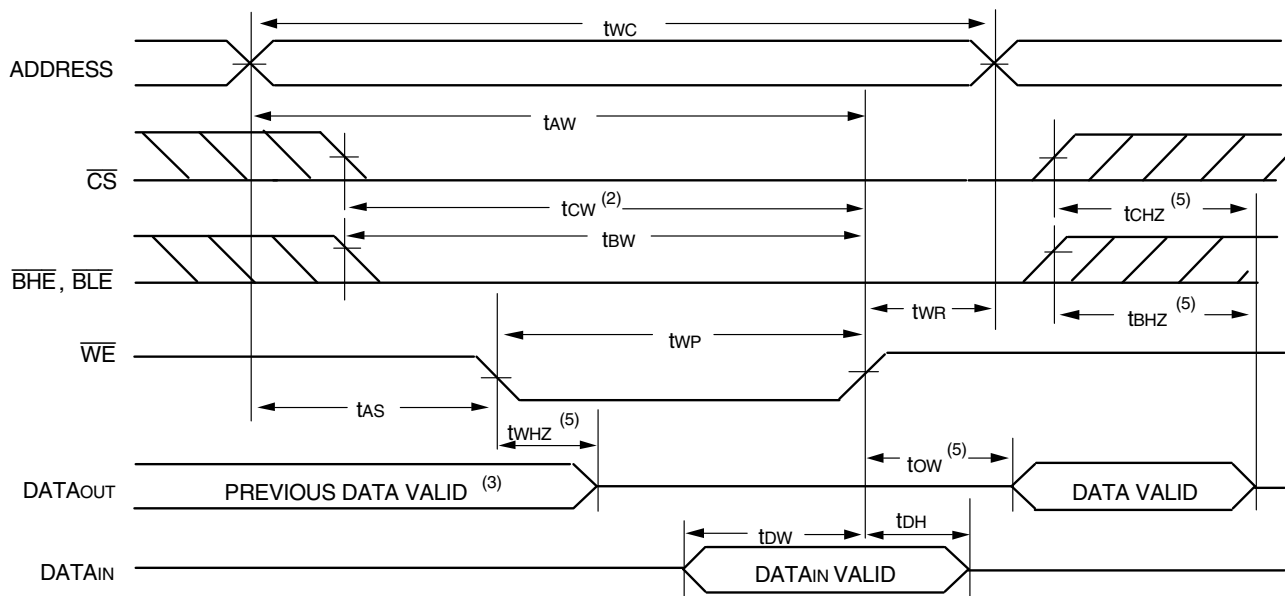 tWC
ADDRESS
tAW
CS
tCW (2)
tCHZ (5)
tBW
BHE, BLE
tWR
tBHZ (5)
tWP
WE
tAS
tWHZ (5)
tOW (5)
DATAOUT
PREVIOUS DATA VALID (3)
DATA VALID
tDW
tDH
DATAIN
DATAIN VALID